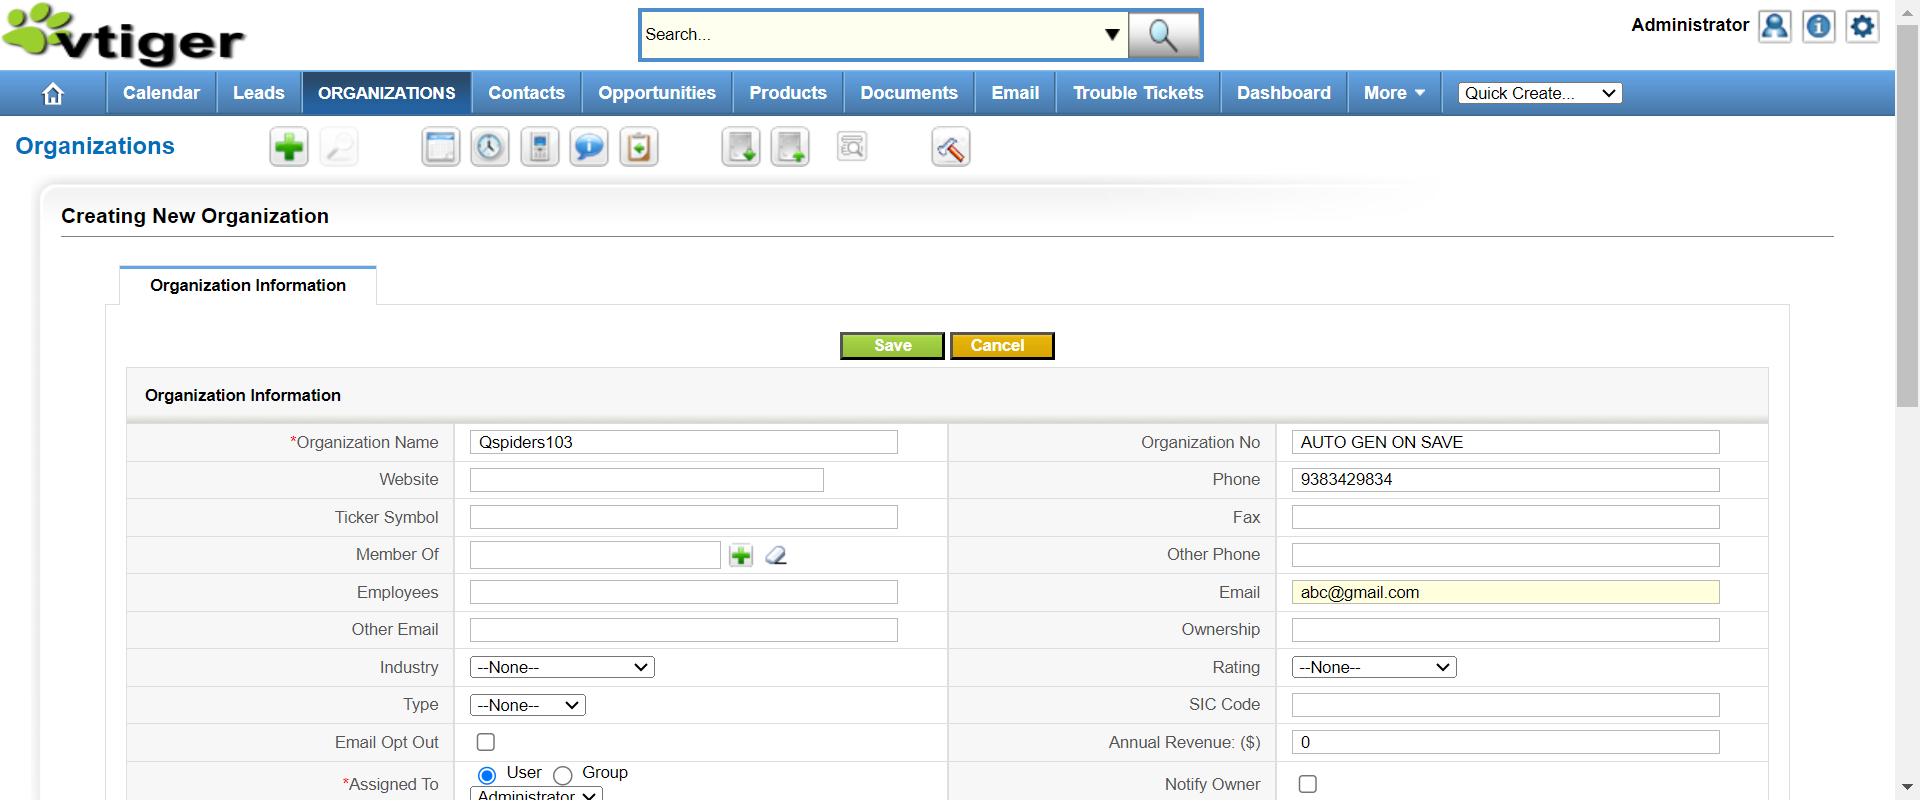 vtiger
Search...
Administrator
Calendar Leads ORGANIZATIONS Contacts Opportunities Products Documents Email Trouble Tickets Dashboard More Quick Create...
Organizations
Creating New Organization
Organization Information
Save Cancel
Organization Information
*Organization Name Qspiders103 Organization No AUTO GEN ON SAVE
Website Phone 9383429834
Ticker Symbol Fax
Member Of Other Phone
Employees Email abc@gmail.com
Other Email Ownership
Industry --None-- Rating --None--
Type --None-- SIC Code
Email Opt Out Annual Revenue: ($) 0
*Assigned To User Group Notify Owner
Administrator